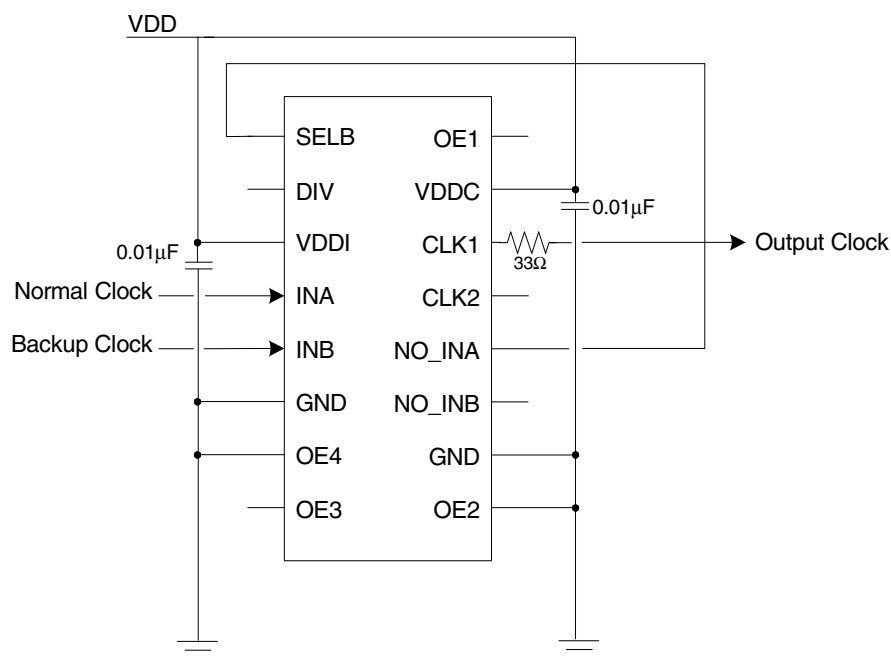 VDD
SELB OE1
DIV VDDC
0.01μF
0.01μF VDDI CLK1 Output Clock
33Ω
Normal Clock INA CLK2
Backup Clock INB NO_INA
GND NO_INB
OE4 GND
OE3 OE2